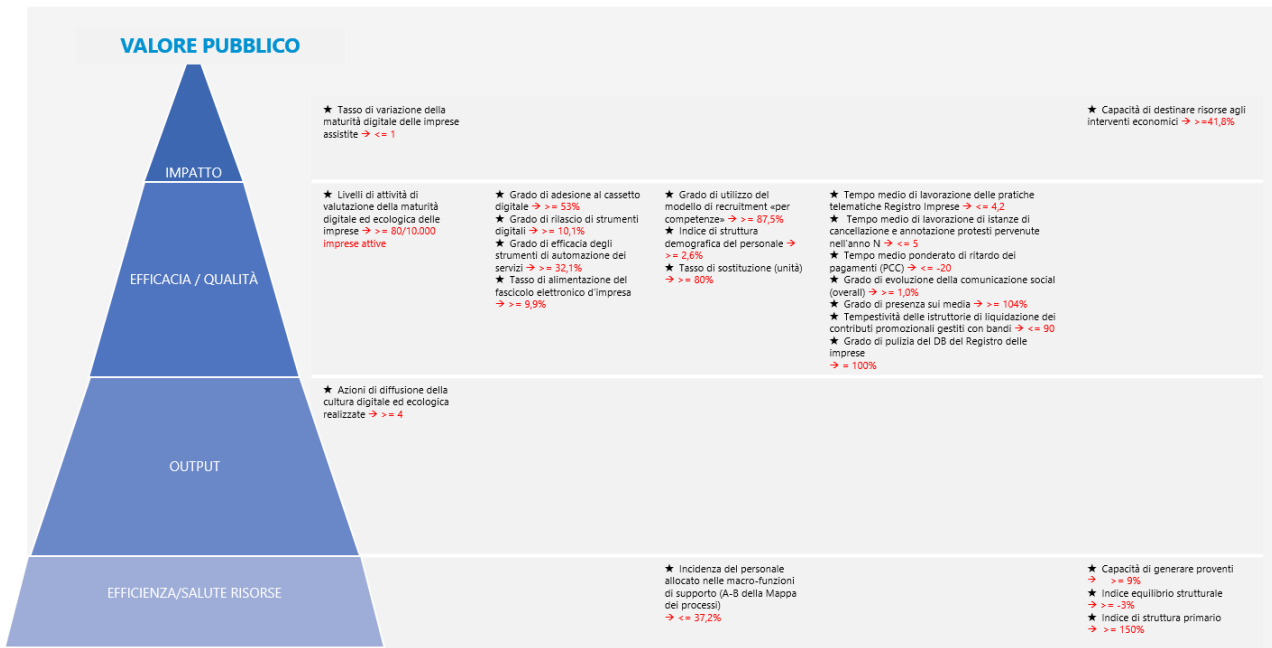 VALORE PUBBLICO
★ Tasso di variazione della
maturità digitale delle imprese
assistite → <= 1
★ Capacità di destinare risorse agli
interventi economici → >=41,8%
IMPATTO
★ Livelli di attività di
valutazione della maturità
digitale ed ecologica delle
imprese → >= 80/10.000
imprese attive
★ Grado di adesione al cassetto
digitale → >= 53%
★ Grado di rilascio di strumenti
digitali → >= 10,1%
★ Grado di efficacia degli
strumenti di automazione dei
servizi → >= 32,1%
★ Tasso di alimentazione del
fascicolo elettronico d'impresa
→ >= 9,9%
★ Grado di utilizzo del
modello di recruitment «per
competenze» → >= 87,5%
★ Indice di struttura
demografica del personale →
>= 2,6%
★ Tasso di sostituzione (unità)
→ >= 80%
★ Tempo medio di lavorazione delle pratiche
telematiche Registro Imprese → <= 4,2
★ Tempo medio di lavorazione di istanze di
cancellazione e annotazione protesti pervenute
nell'anno N → <= 5
★ Tempo medio ponderato di ritardo dei
pagamenti (PCC) → <= -20
★ Grado di evoluzione della comunicazione social
(overall) → >= 1,0%
★ Grado di presenza sui media → >= 104%
★ Tempestività delle istruttorie di liquidazione dei
contributi promozionali gestiti con bandi → <= 90
★ Grado di pulizia del DB del Registro delle
imprese
→ = 100%
EFFICACIA / QUALITÀ
★ Azioni di diffusione della
cultura digitale ed ecologica
realizzate → >= 4
OUTPUT
EFFICIENZA/SALUTE RISORSE
★ Incidenza del personale
allocato nelle macro-funzioni
di supporto (A-B della Mappa
dei processi)
→ <= 37,2%
★ Capacità di generare proventi
→ >= 9%
★ Indice equilibrio strutturale
→ >= -3%
★ Indice di struttura primario
→ >= 150%